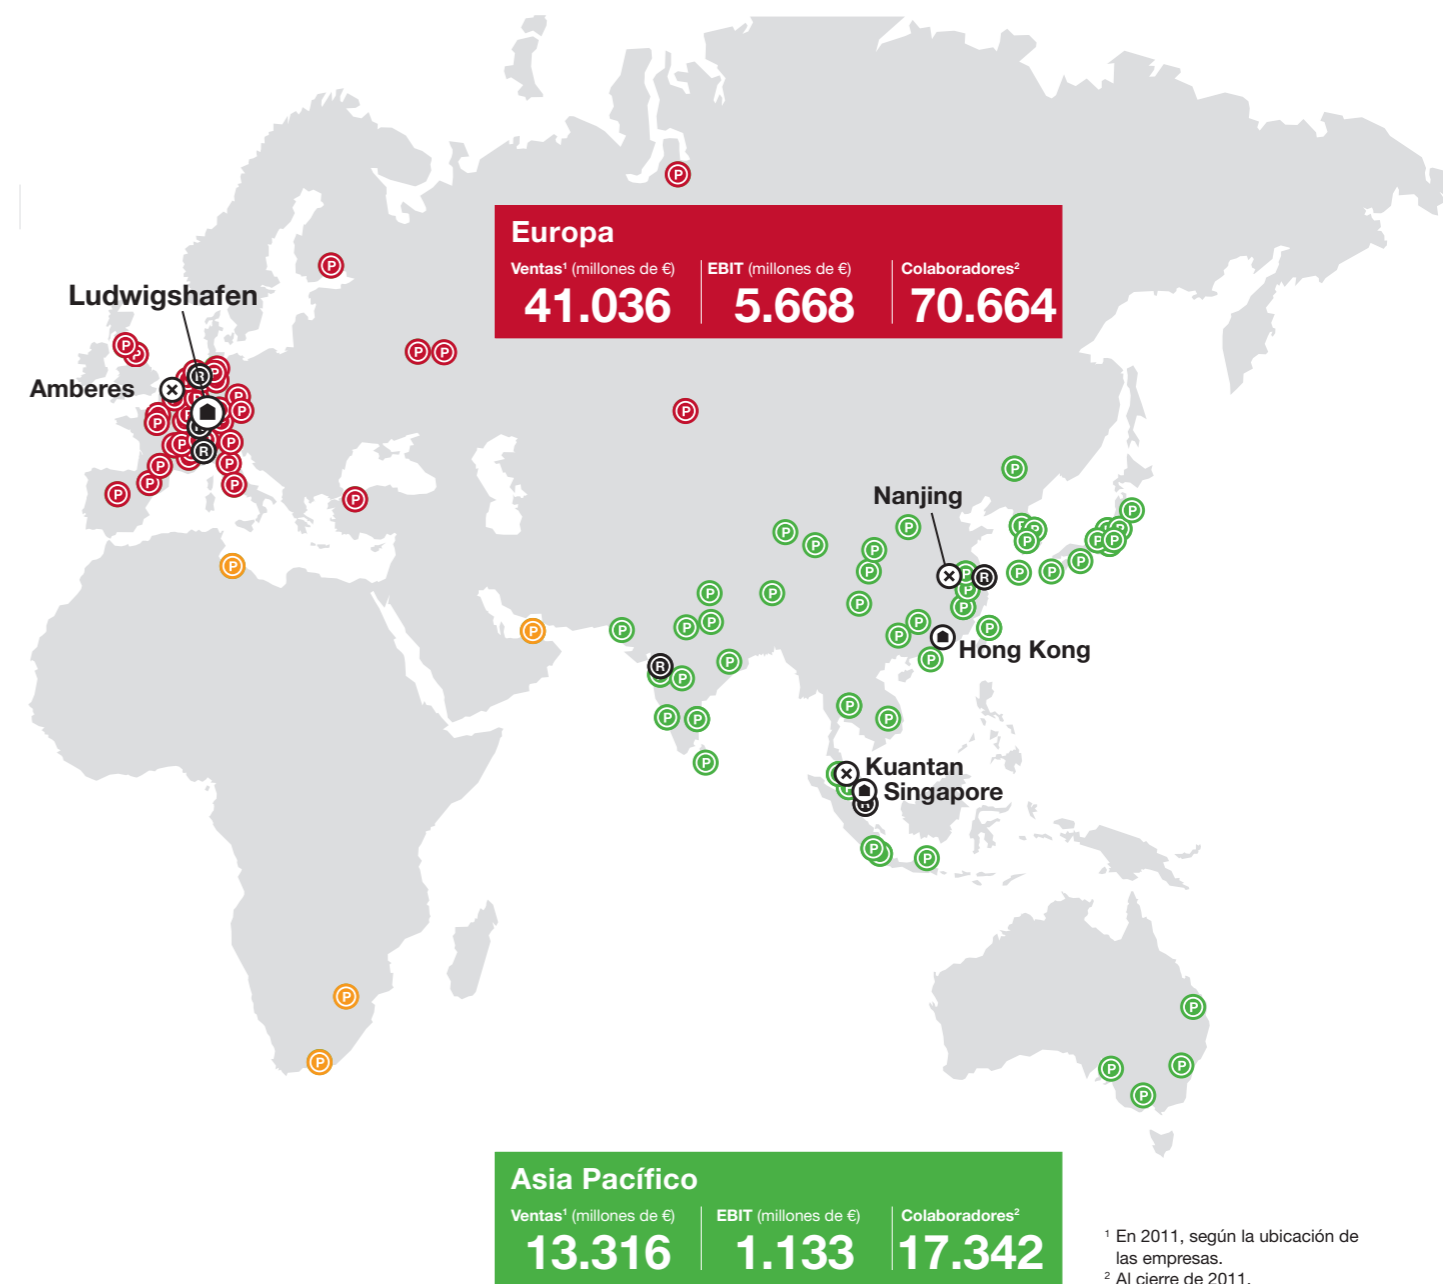 Europa
Ventas¹ (millones de €)
EBIT (millones de €)
Colaboradores²
41.036
5.668
70.664
Ludwigshafen
Amberes
Nanjing
Hong Kong
Kuantan
Singapore
Asia Pacífico
Ventas¹ (millones de €)
EBIT (millones de €)
Colaboradores²
13.316
1.133
17.342
¹ En 2011, según la ubicación de
las empresas.
² Al cierre de 2011.